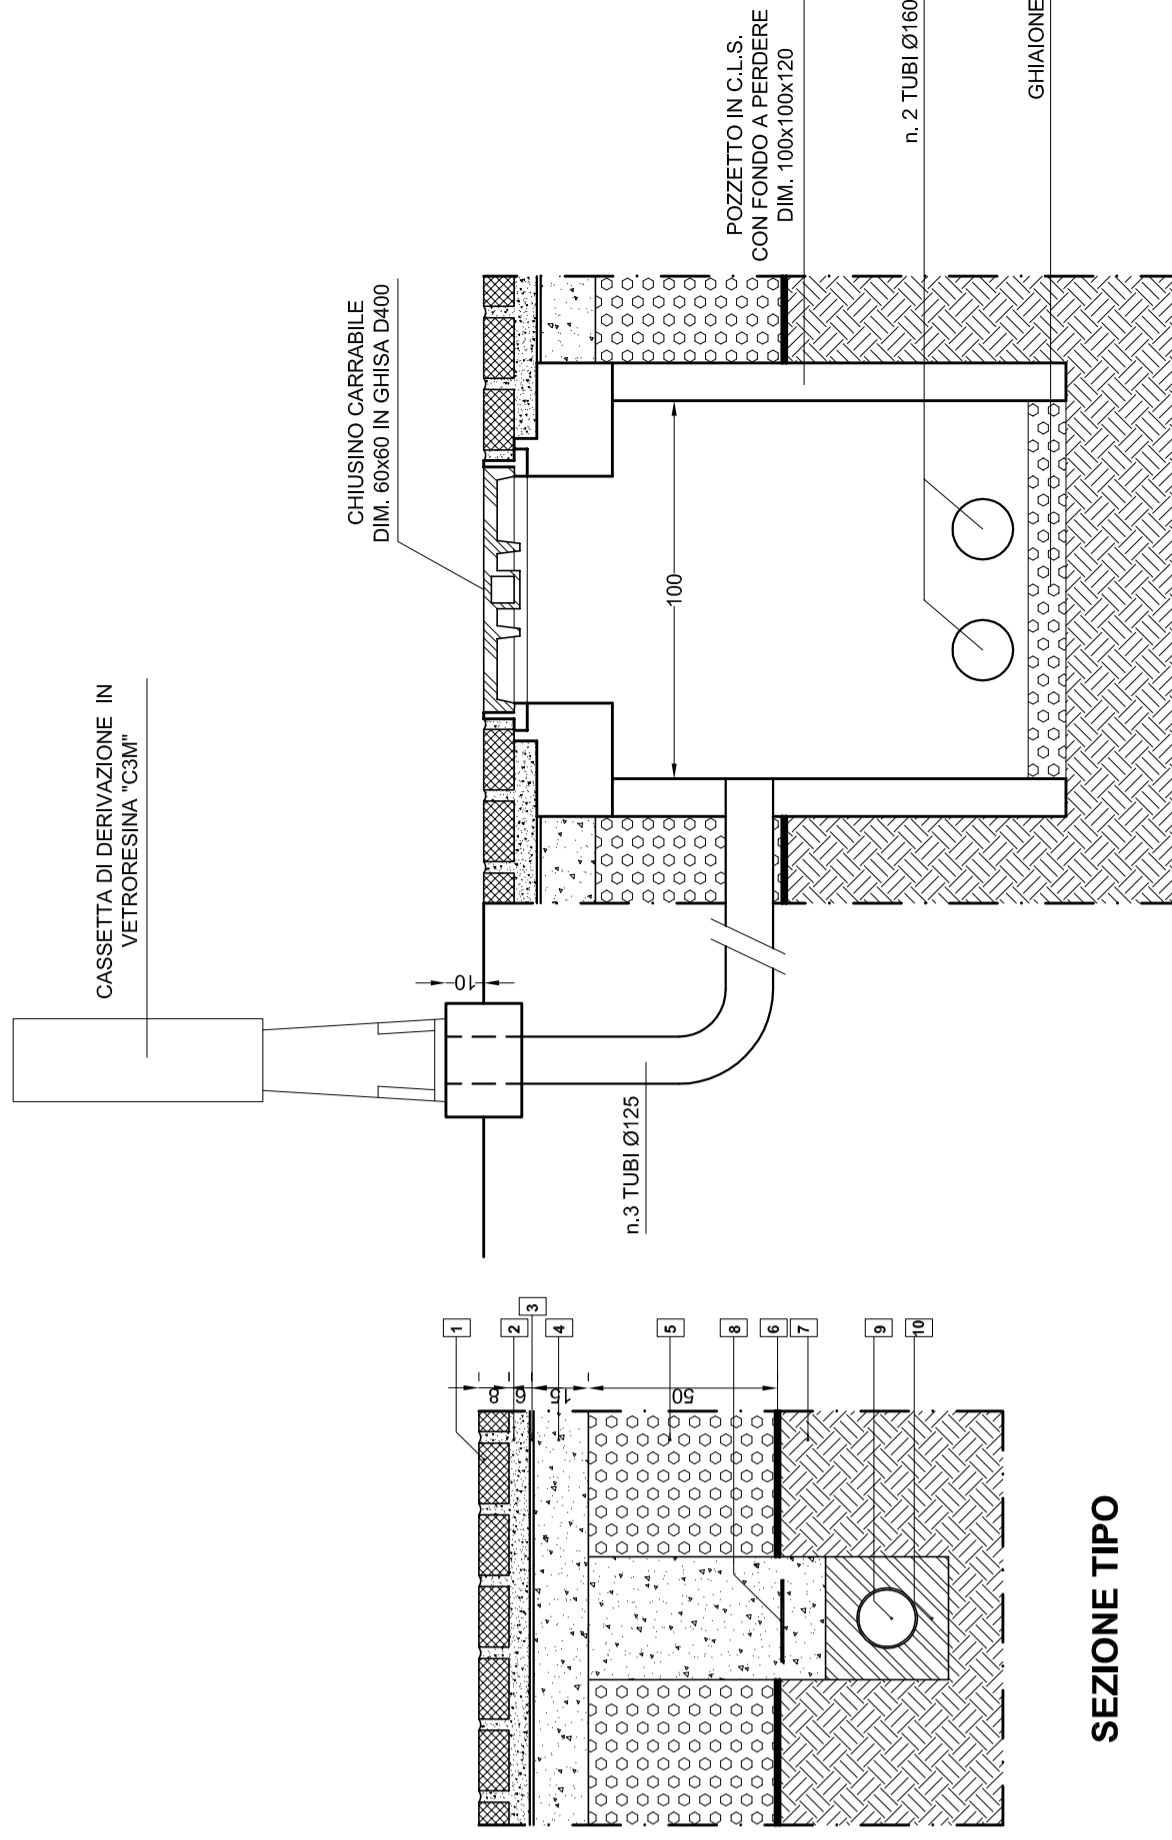 CASSETTA DI DERIVAZIONE IN
VETRORESINA "C3M"
CHIUSINO CARRABILE
DIM. 60x60 IN GHISA D400
POZZETTO IN C.L.S.
CON FONDO A PERDERE
DIM. 100x100x120
n. 2 TUBI Ø160
GHIAIONE
10
100
n.3 TUBI Ø125
1
2
3
4
5
8
6
7
9
10
8
6
15
50
SEZIONE TIPO